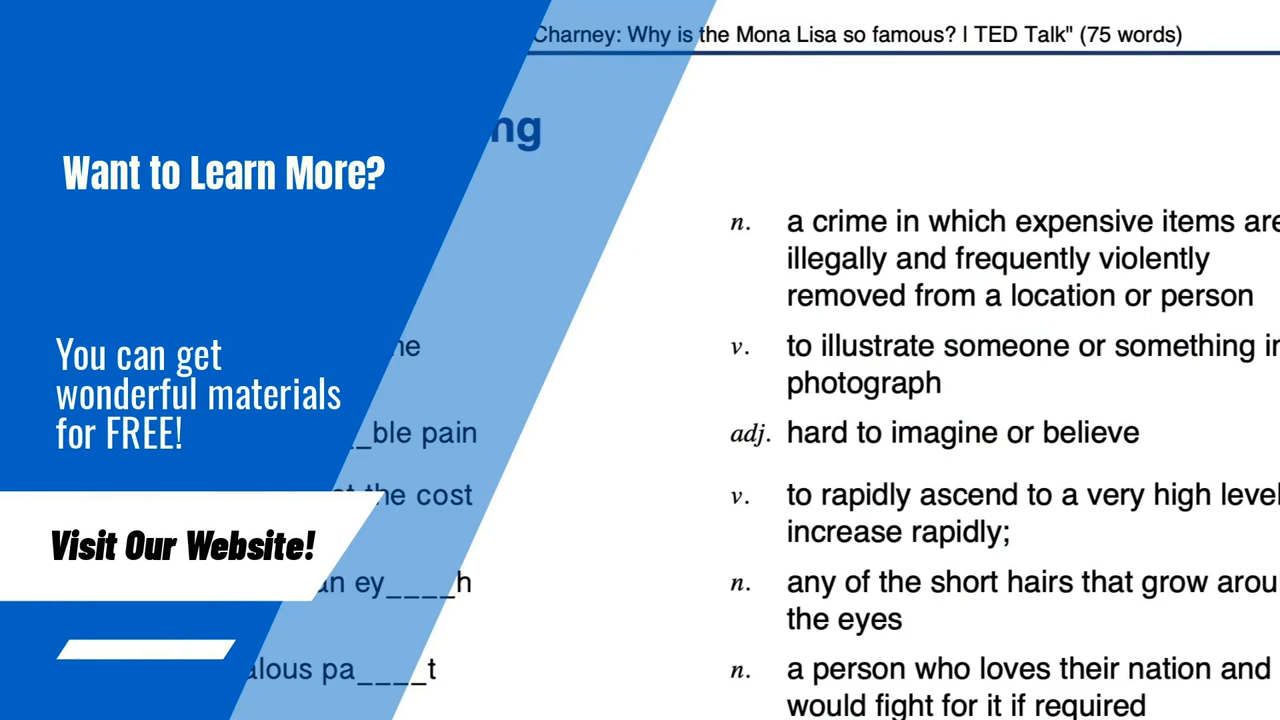 Charney: Why is the Mona Lisa so famous? | TED Talk" (75 words)
ng
Want to Learn More?
n. a crime in which expensive items are
illegally and frequently violently
removed from a location or person
You can get
wonderful materials
for FREE!
ne
v. to illustrate someone or something in
photograph
_ble pain
adj. hard to imagine or believe
the cost
v. to rapidly ascend to a very high level
increase rapidly;
Visit Our Website!
an ey____h
n. any of the short hairs that grow arou
the eyes
alous pa____t
n. a person who loves their nation and
would fight for it if required